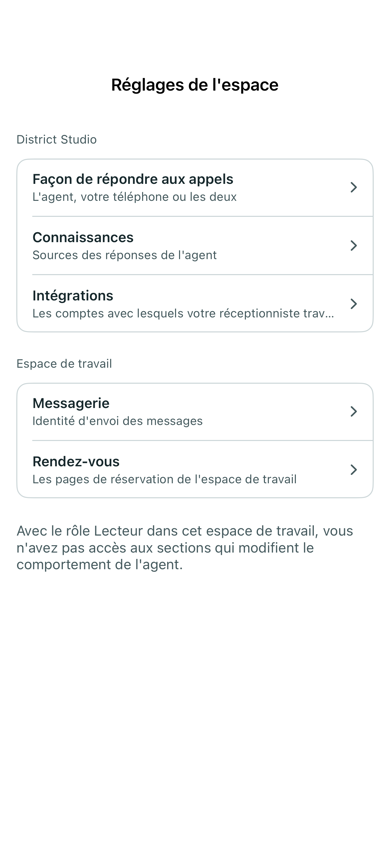 Réglages de l'espace
District Studio
Façon de répondre aux appels
L'agent, votre téléphone ou les deux
Connaissances
Sources des réponses de l'agent
Intégrations
Les comptes avec lesquels votre réceptionniste trav...
Espace de travail
Messagerie
Identité d'envoi des messages
Rendez-vous
Les pages de réservation de l'espace de travail
Avec le rôle Lecteur dans cet espace de travail, vous
n'avez pas accès aux sections qui modifient le
comportement de l'agent.